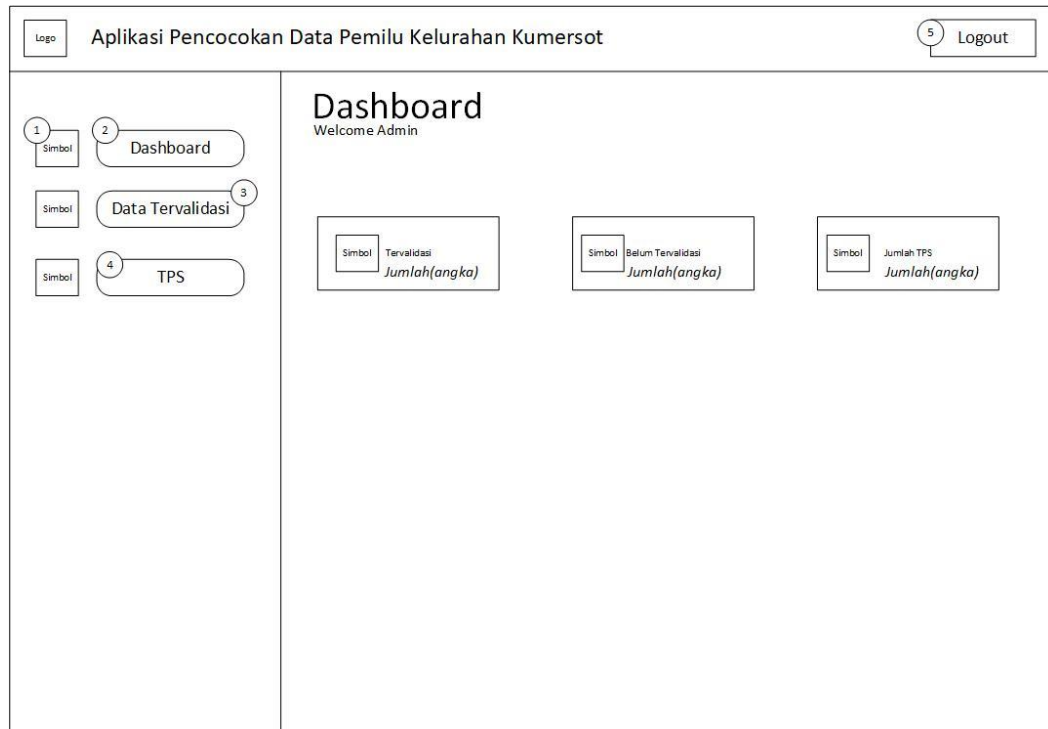 Logo
Aplikasi Pencocokan Data Pemilu Kelurahan Kumersot
5
Logout
1
Simbol
2
Dashboard
Simbol
Data Tervalidasi
3
Simbol
4
TPS
Dashboard
Welcome Admin
Simbol
Tervalidasi
Jumlah(angka)
Simbol
Belum Tervalidasi
Jumlah(angka)
Simbol
Jumlah TPS
Jumlah(angka)